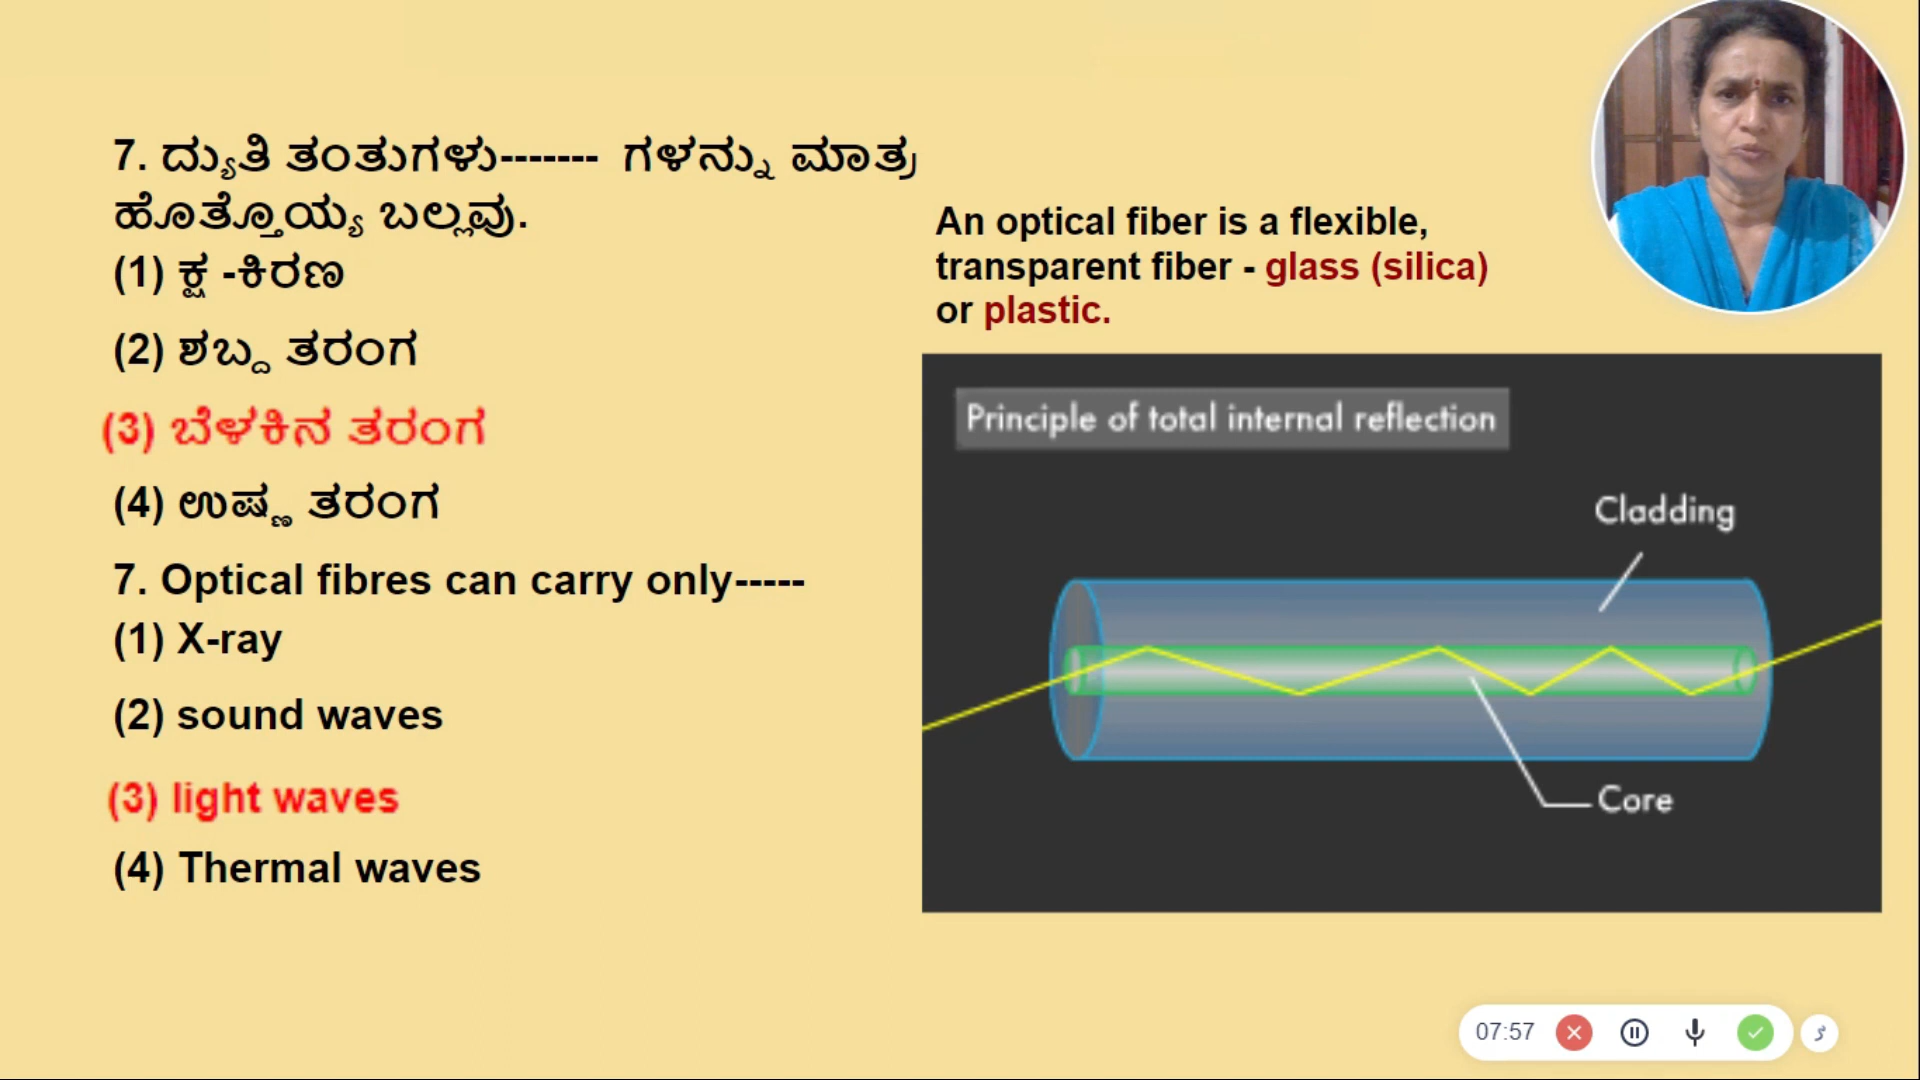 7. ದ್ಯುತಿ ತಂತುಗಳು------- ಗಳನ್ನು ಮಾತ್ರ
ಹೊತ್ತೊಯ್ಯ ಬಲ್ಲವು.
(1) ಕ್ಷ -ಕಿರಣ
(2) ಶಬ್ದ ತರಂಗ
(3) ಬೆಳಕಿನ ತರಂಗ
(4) ಉಷ್ಣ ತರಂಗ
7. Optical fibres can carry only-----
(1) X-ray
(2) sound waves
(3) light waves
(4) Thermal waves
An optical fiber is a flexible,
transparent fiber - glass (silica)
or plastic.
Principle of total internal reflection
Cladding
Core
07:57